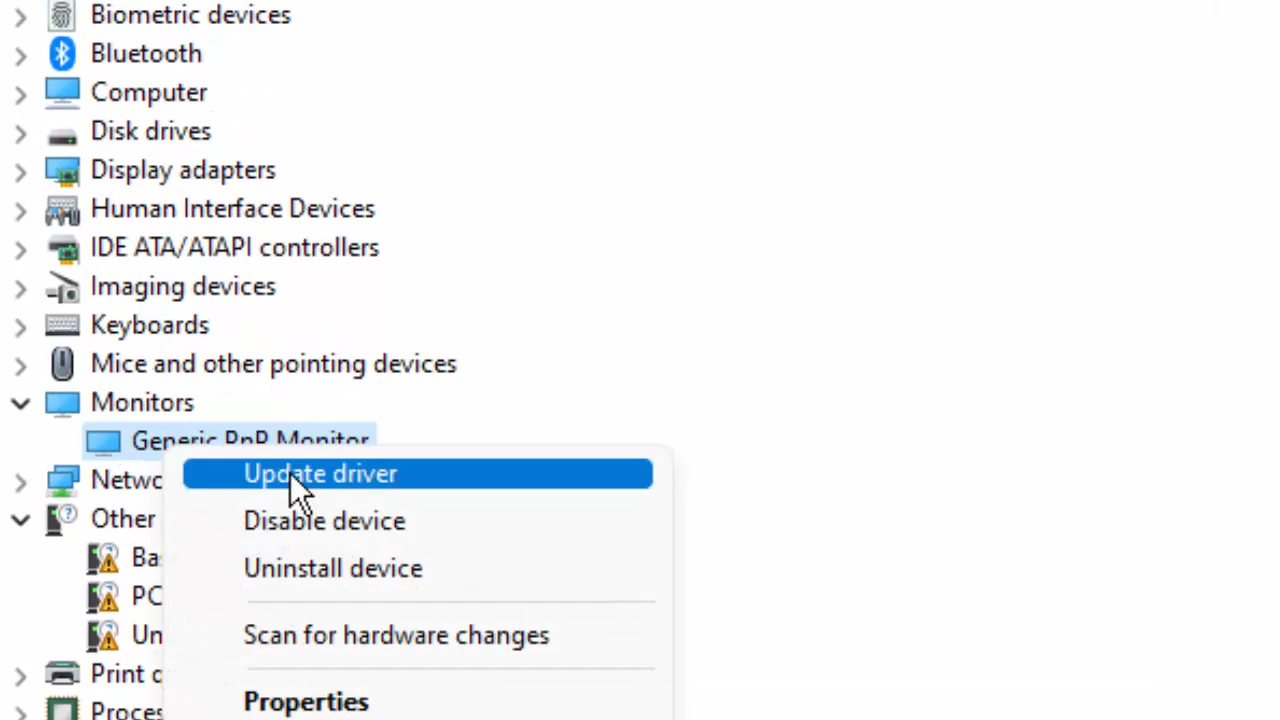 Biometric devices
Bluetooth
Computer
Disk drives
Display adapters
Human Interface Devices
IDE ATA/ATAPI controllers
Imaging devices
Keyboards
Mice and other pointing devices
Monitors
Generic PnP Monitor
Netwo
Update driver
Other
Disable device
Ba
Uninstall device
PC
Un
Scan for hardware changes
Print
Properties
Proces